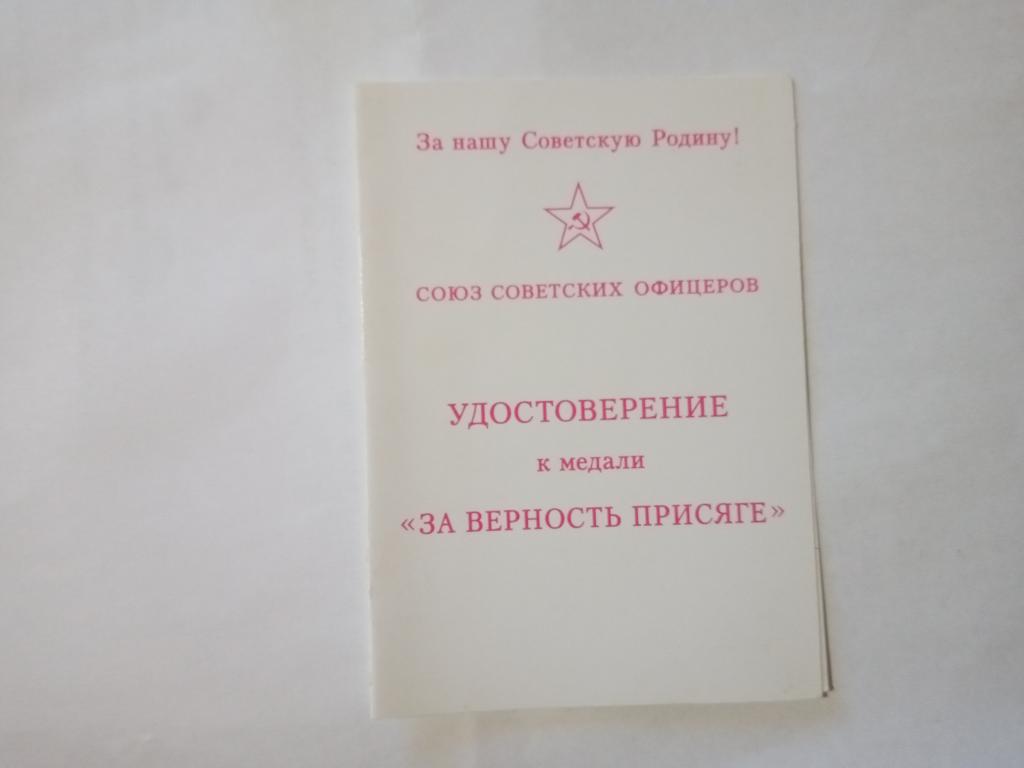 За нашу Советскую Родину!
СОЮЗ СОВЕТСКИХ ОФИЦЕРОВ
УДОСТОВЕРЕНИЕ
к медали
«ЗА ВЕРНОСТЬ ПРИСЯГЕ»